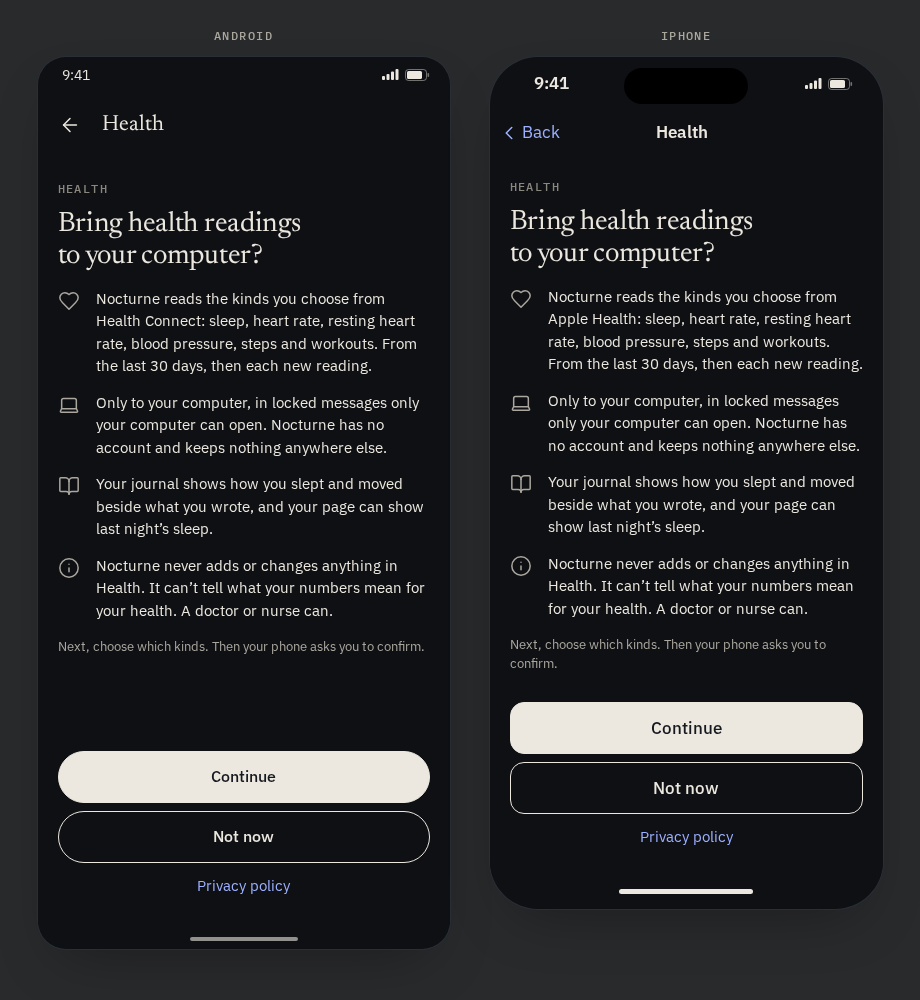 ANDROID
9:41
Health
HEALTH
Bring health readings
to your computer?
Nocturne reads the kinds you choose from
Health Connect: sleep, heart rate, resting heart
rate, blood pressure, steps and workouts. From
the last 30 days, then each new reading.
Only to your computer, in locked messages only
your computer can open. Nocturne has no
account and keeps nothing anywhere else.
Your journal shows how you slept and moved
beside what you wrote, and your page can show
last night’s sleep.
Nocturne never adds or changes anything in
Health. It can’t tell what your numbers mean for
your health. A doctor or nurse can.
Next, choose which kinds. Then your phone asks you to confirm.
Continue
Not now
Privacy policy
IPHONE
9:41
Back
Health
HEALTH
Bring health readings
to your computer?
Nocturne reads the kinds you choose from
Apple Health: sleep, heart rate, resting heart
rate, blood pressure, steps and workouts.
From the last 30 days, then each new reading.
Only to your computer, in locked messages
only your computer can open. Nocturne has
no account and keeps nothing anywhere else.
Your journal shows how you slept and moved
beside what you wrote, and your page can
show last night’s sleep.
Nocturne never adds or changes anything in
Health. It can’t tell what your numbers mean
for your health. A doctor or nurse can.
Next, choose which kinds. Then your phone asks you to
confirm.
Continue
Not now
Privacy policy